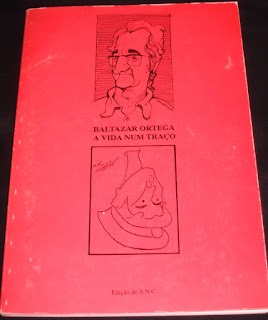 BALTAZAR ORTEGA
A VIDA NUM TRAÇO
Edição do S N C